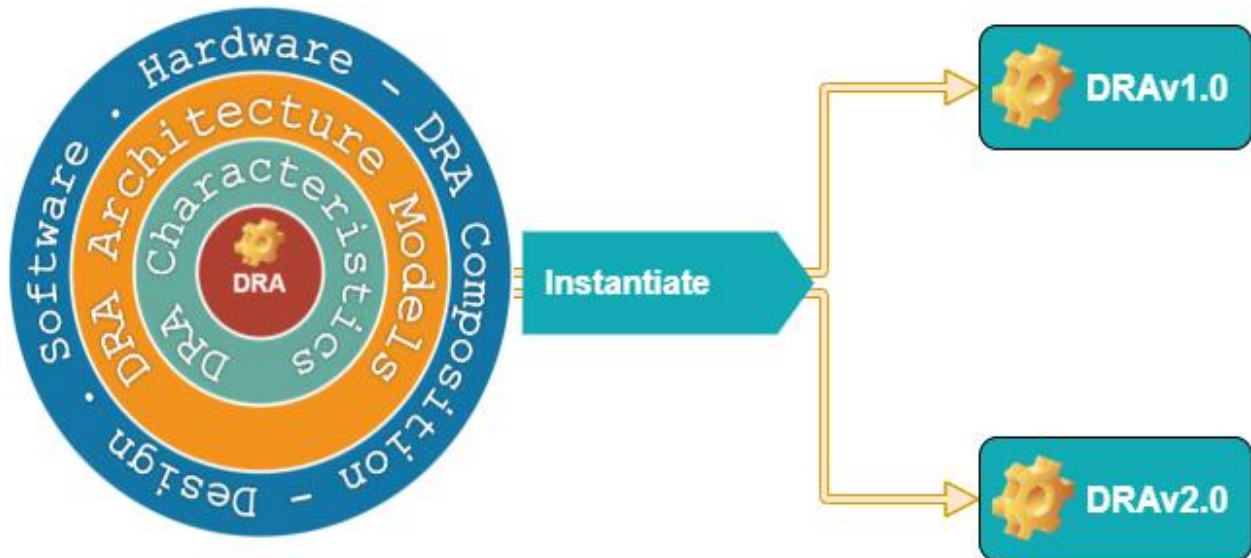 Software · Hardware – DRA Composition – Design ·
DRA Architecture Models
DRA Characteristics
DRA
Instantiate
DRAv1.0
DRAv2.0